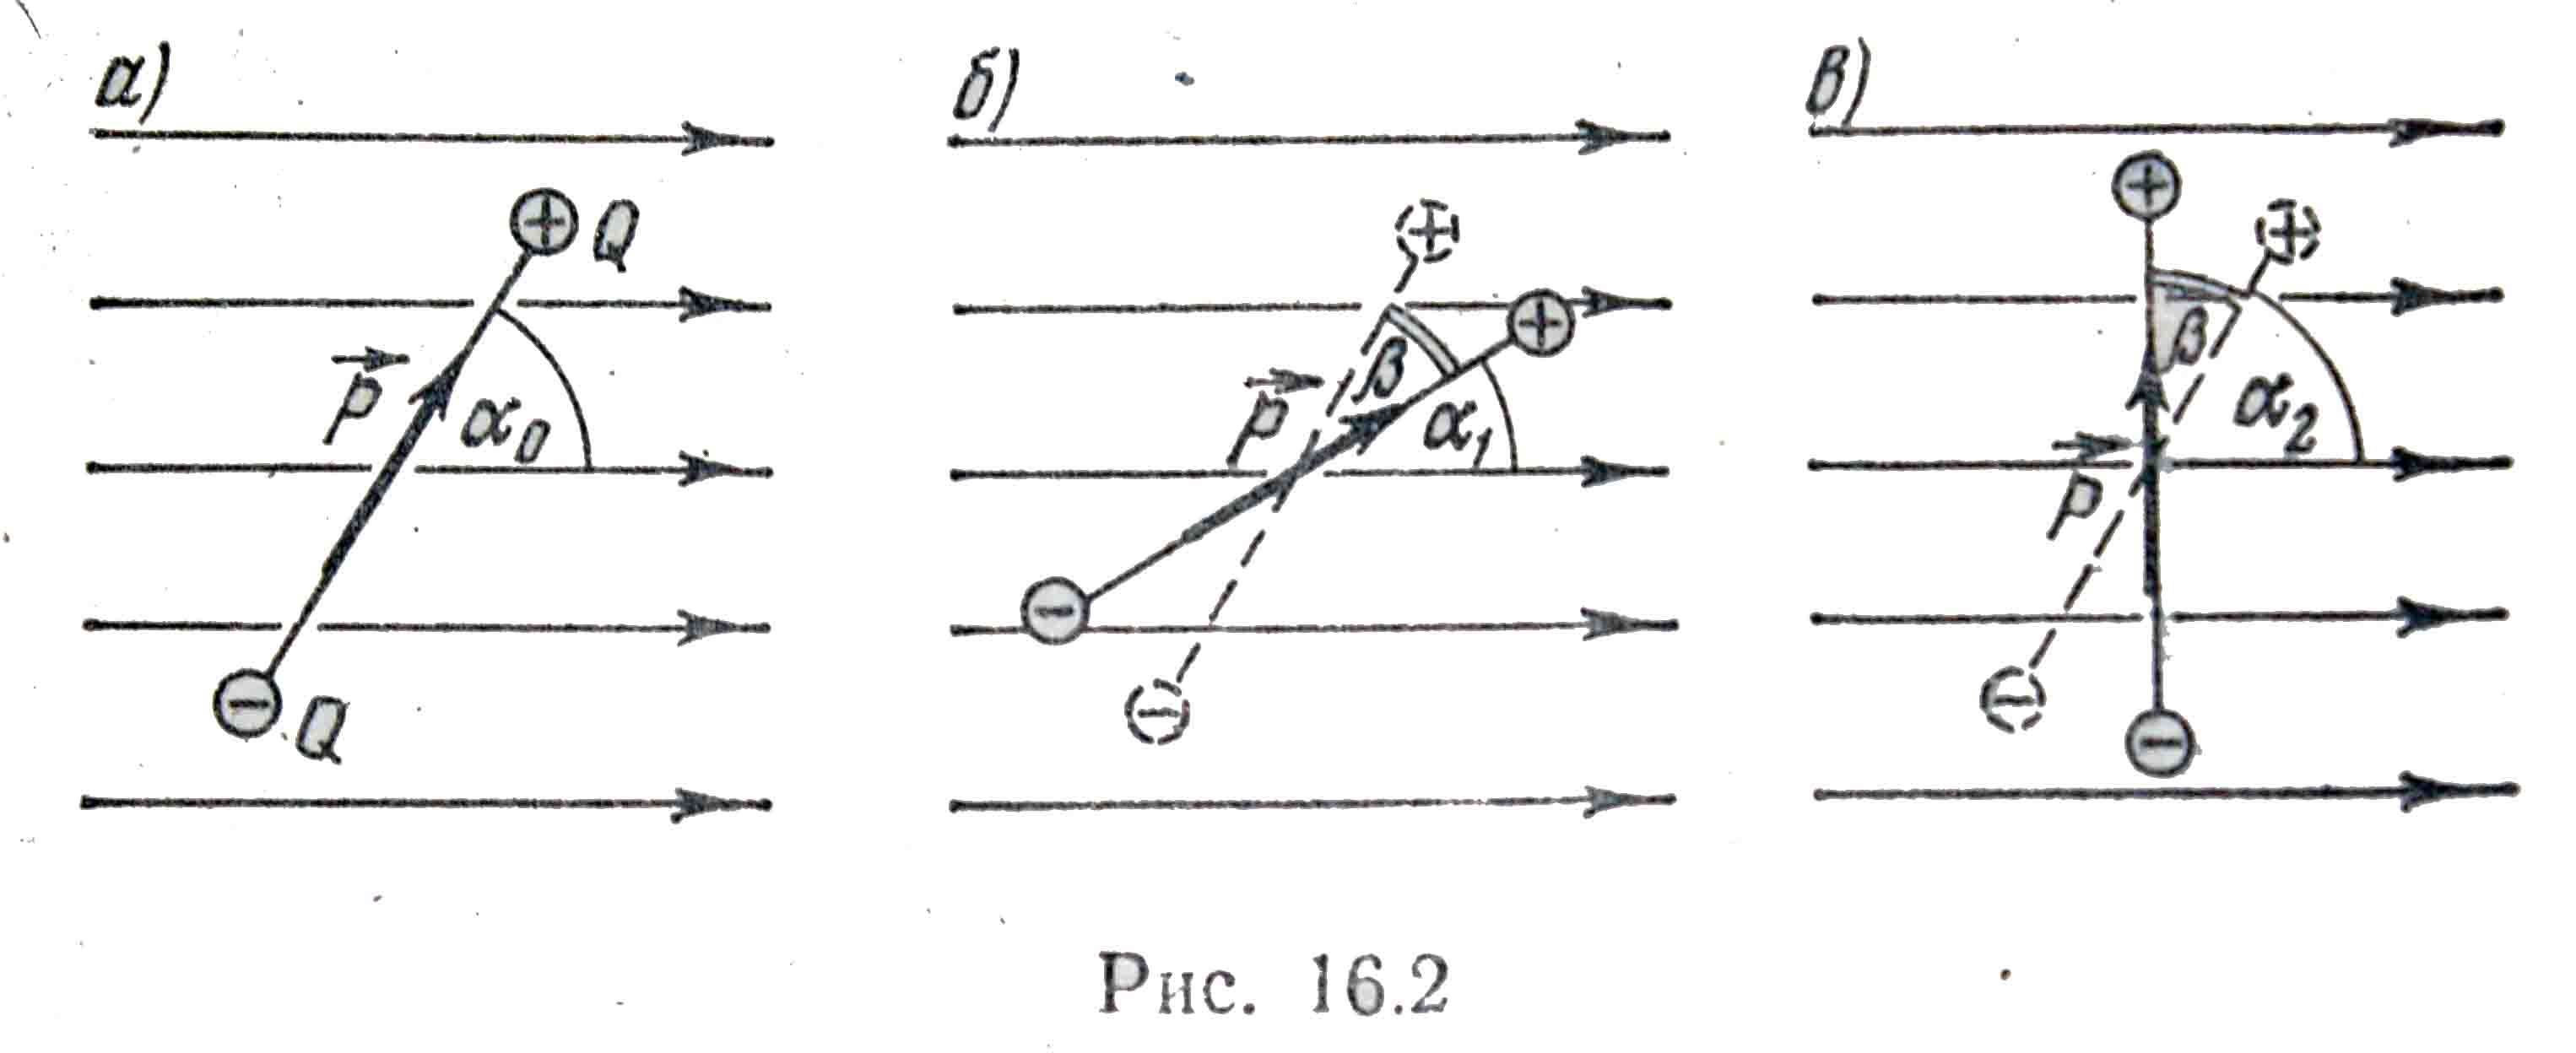 а) б) в)
⊕ Q
p⃗ α₀
⊖ Q
⊕
⊕
p⃗ β α₁
⊖
⊖
⊕ ⊕
β α₂
p⃗
⊖
⊖
Рис. 16.2